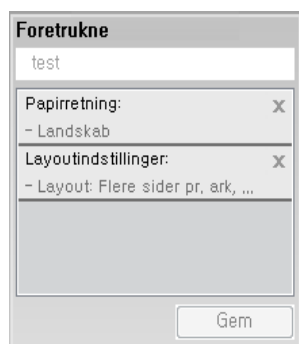 Foretrukne
test
Papirretning:
x
- Landskab
Layoutindstillinger:
x
- Layout: Flere sider pr, ark, ...
Gem